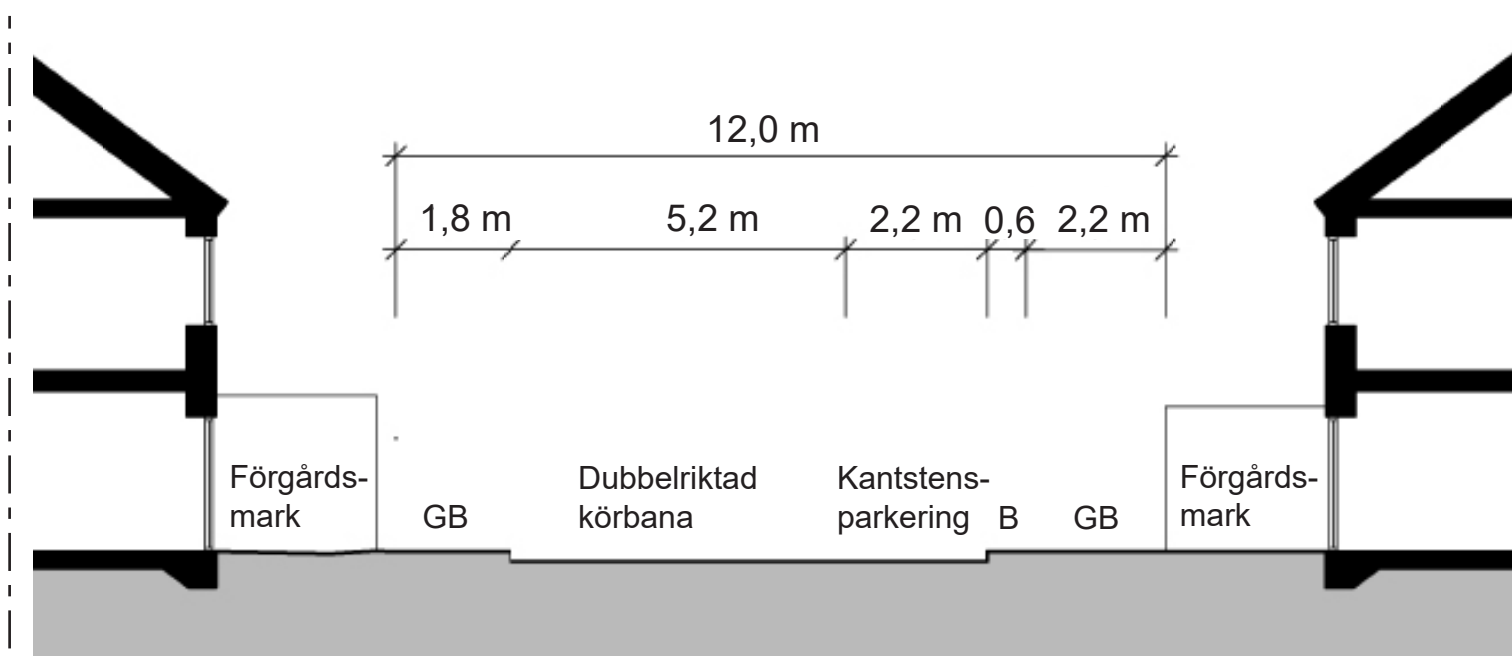 12,0 m
1,8 m 5,2 m 2,2 m 0,6 2,2 m
Förgårds-
mark
GB
Dubbelriktad
körbana
Kantstens-
parkering
B
GB
Förgårds-
mark